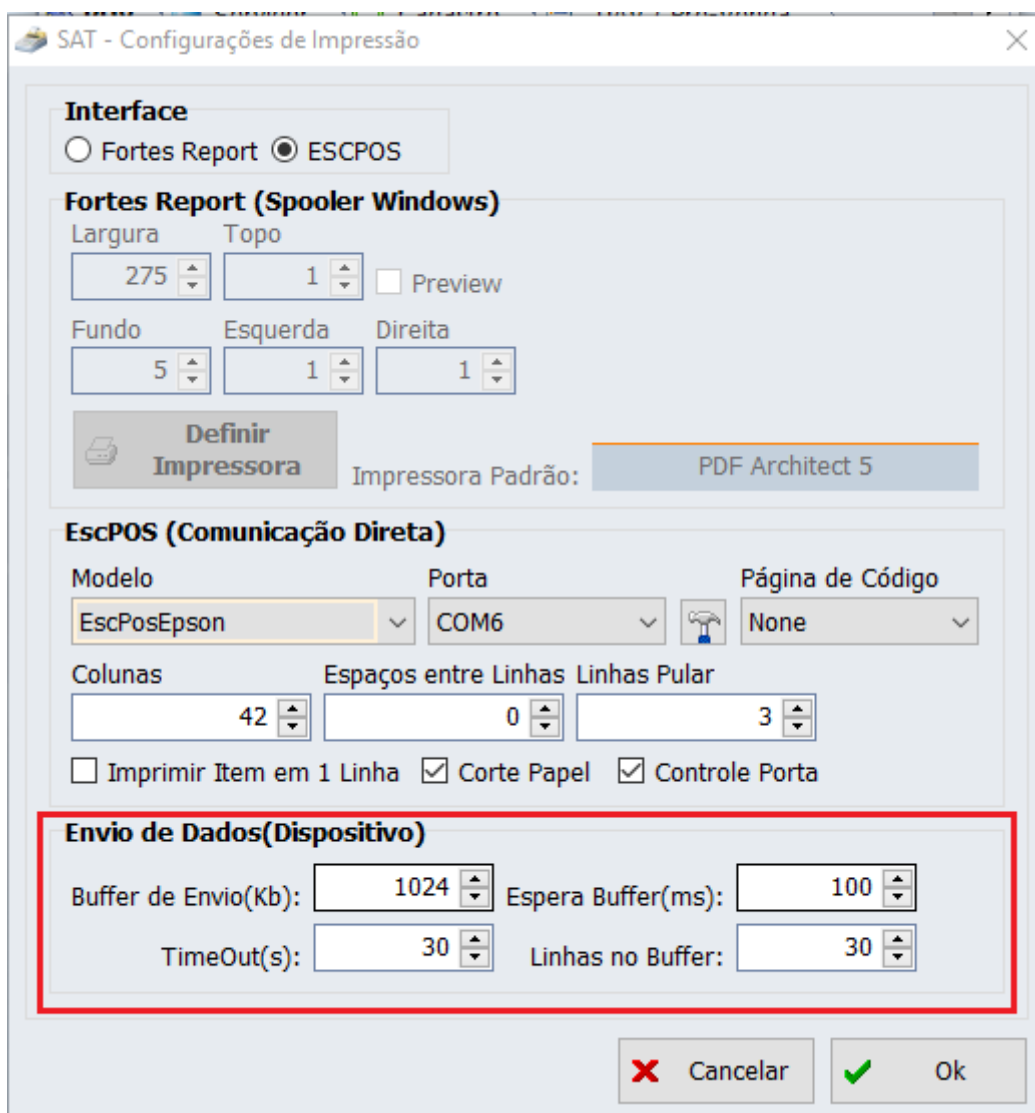 SAT - Configurações de Impressão
Interface
Fortes Report ESCPOS
Fortes Report (Spooler Windows)
Largura Topo
275 1 Preview
Fundo Esquerda Direita
5 1 1
Definir
Impressora Impressora Padrão: PDF Architect 5
EscPOS (Comunicação Direta)
Modelo Porta Página de Código
EscPosEpson COM6 None
Colunas Espaços entre Linhas Linhas Pular
42 0 3
Imprimir Item em 1 Linha Corte Papel Controle Porta
Envio de Dados(Dispositivo)
Buffer de Envio(Kb): 1024 Espera Buffer(ms): 100
TimeOut(s): 30 Linhas no Buffer: 30
Cancelar Ok